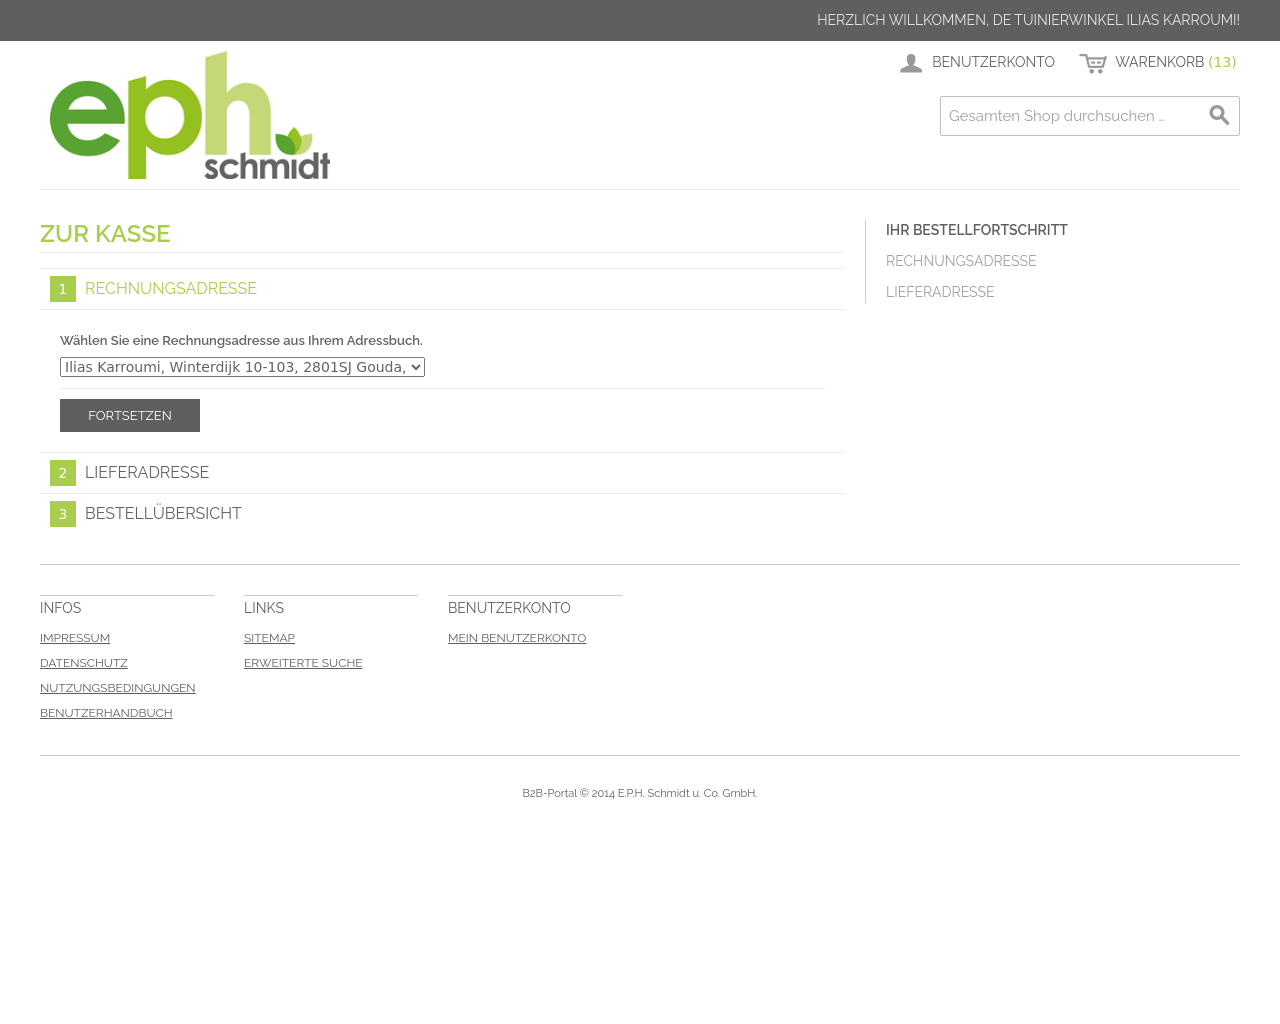 HERZLICH WILLKOMMEN, DE TUINIERWINKEL ILIAS KARROUMI!
eph.
schmidt
BENUTZERKONTO
WARENKORB (13)
Gesamten Shop durchsuchen ...
ZUR KASSE
1 RECHNUNGSADRESSE
Wählen Sie eine Rechnungsadresse aus Ihrem Adressbuch.
Ilias Karroumi, Winterdijk 10-103, 2801SJ Gouda,
FORTSETZEN
2 LIEFERADRESSE
3 BESTELLÜBERSICHT
IHR BESTELLFORTSCHRITT
RECHNUNGSADRESSE
LIEFERADRESSE
INFOS
IMPRESSUM
DATENSCHUTZ
NUTZUNGSBEDINGUNGEN
BENUTZERHANDBUCH
LINKS
SITEMAP
ERWEITERTE SUCHE
BENUTZERKONTO
MEIN BENUTZERKONTO
B2B-Portal © 2014 E.P.H. Schmidt u. Co. GmbH.